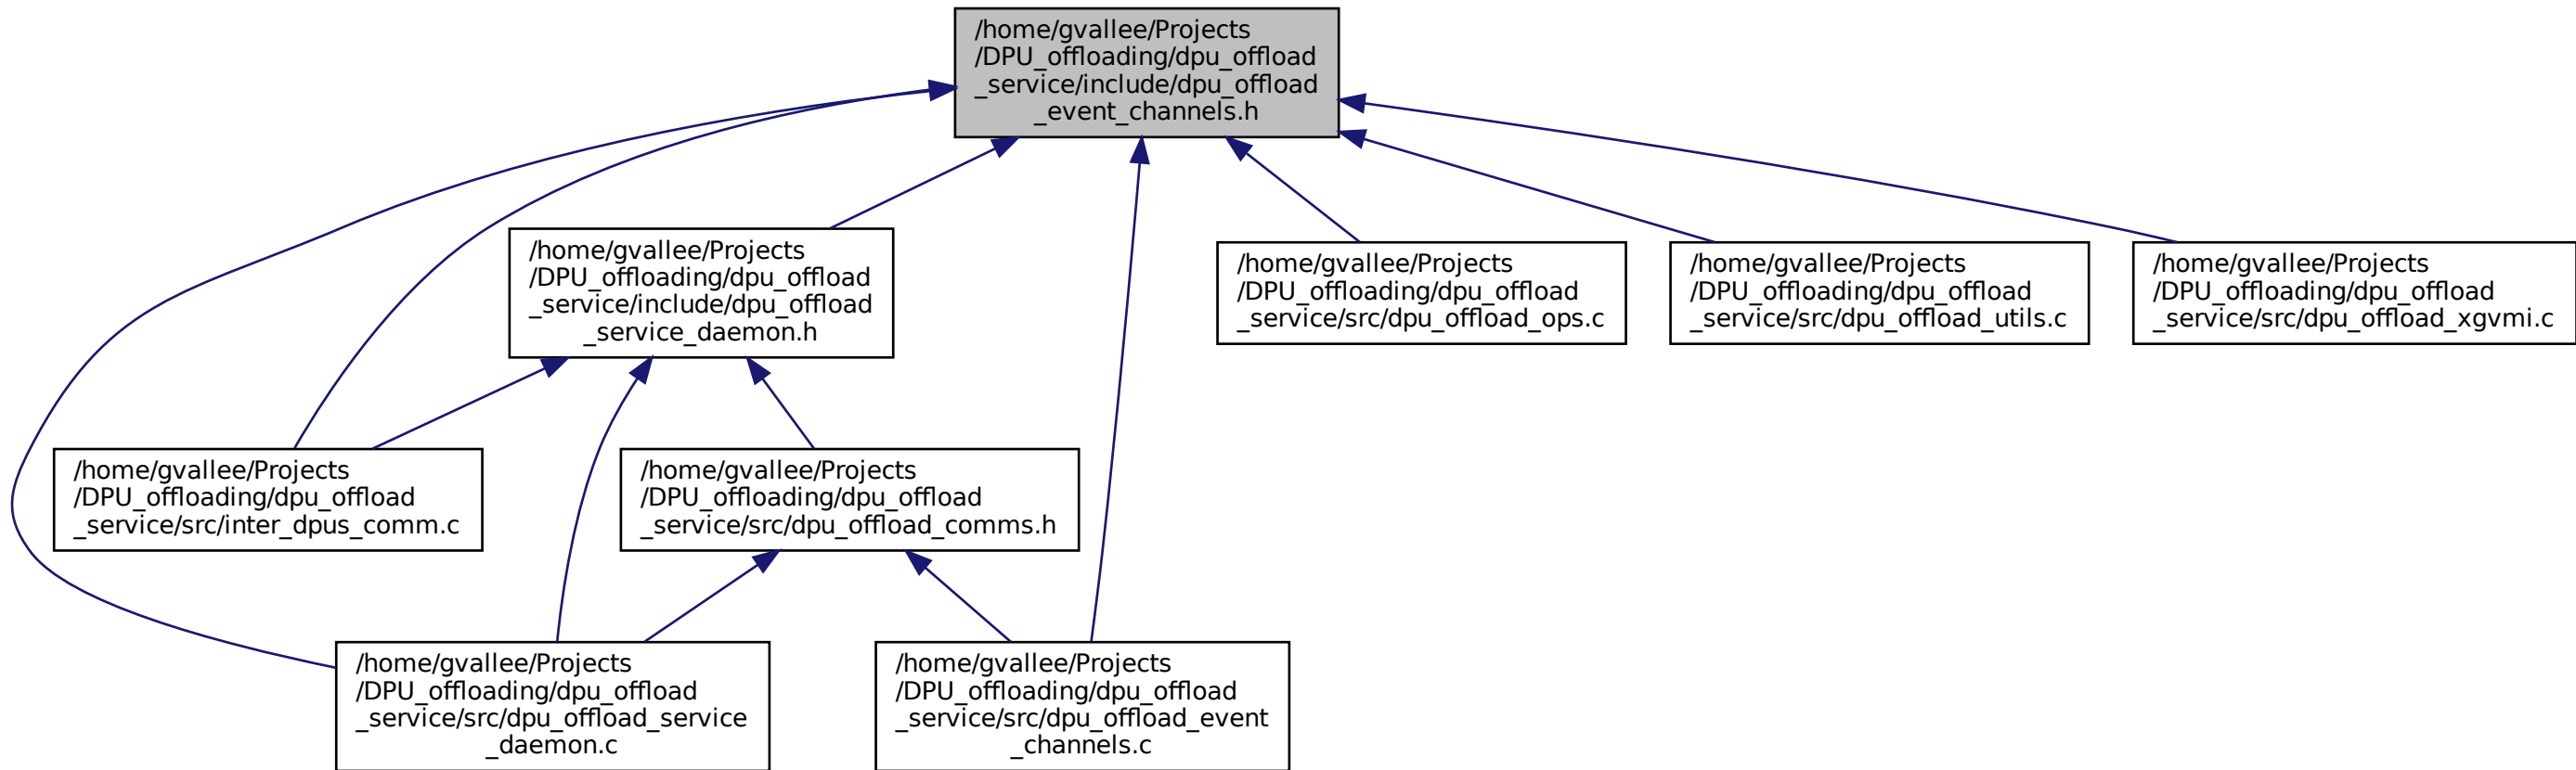 /home/gvallee/Projects
/DPU_offloading/dpu_offload
_service/include/dpu_offload
_event_channels.h
/home/gvallee/Projects
/DPU_offloading/dpu_offload
_service/include/dpu_offload
_service_daemon.h
/home/gvallee/Projects
/DPU_offloading/dpu_offload
_service/src/dpu_offload_ops.c
/home/gvallee/Projects
/DPU_offloading/dpu_offload
_service/src/dpu_offload_utils.c
/home/gvallee/Projects
/DPU_offloading/dpu_offload
_service/src/dpu_offload_xgvmi.c
/home/gvallee/Projects
/DPU_offloading/dpu_offload
_service/src/inter_dpus_comm.c
/home/gvallee/Projects
/DPU_offloading/dpu_offload
_service/src/dpu_offload_comms.h
/home/gvallee/Projects
/DPU_offloading/dpu_offload
_service/src/dpu_offload_service
_daemon.c
/home/gvallee/Projects
/DPU_offloading/dpu_offload
_service/src/dpu_offload_event
_channels.c